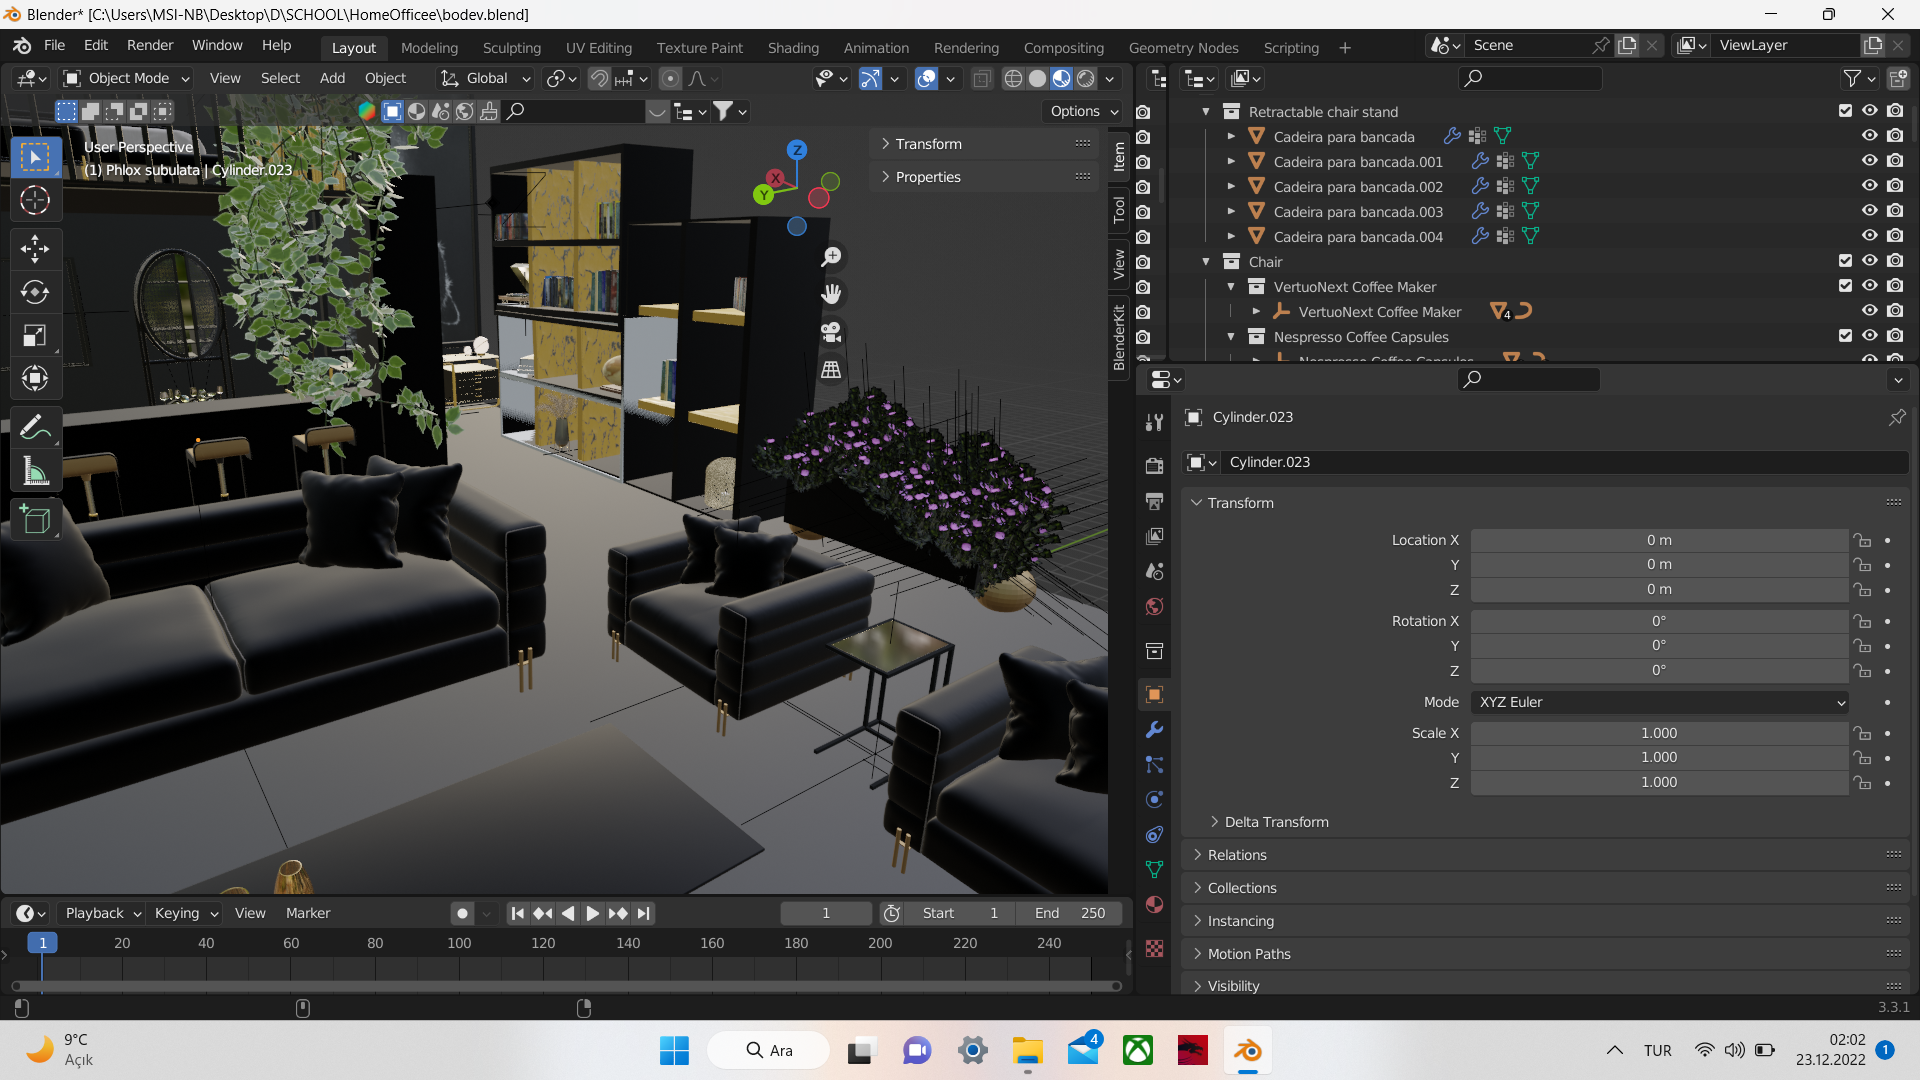 Blender* [C:\Users\MSI-NB\Desktop\D\SCHOOL\HomeOfficee\bodev.blend]
File Edit Render Window Help
Layout Modeling Sculpting UV Editing Texture Paint Shading Animation Rendering Compositing Geometry Nodes Scripting
Scene
ViewLayer
Object Mode View Select Add Object
Global
Options
User Perspective
(1) Phlox subulata | Cylinder.023
Z
X
Y
Transform
Properties
Item
Tool
View
BlenderKit
Retractable chair stand
Cadeira para bancada
Cadeira para bancada.001
Cadeira para bancada.002
Cadeira para bancada.003
Cadeira para bancada.004
Chair
VertuoNext Coffee Maker
VertuoNext Coffee Maker
4
Nespresso Coffee Capsules
Nespresso Coffee Capsules
Cylinder.023
Cylinder.023
Transform
Location X 0 m
Y 0 m
Z 0 m
Rotation X 0°
Y 0°
Z 0°
Mode XYZ Euler
Scale X 1.000
Y 1.000
Z 1.000
Delta Transform
Relations
Collections
Instancing
Motion Paths
Visibility
Playback Keying View Marker
1
Start 1
End 250
1 20 40 60 80 100 120 140 160 180 200 220 240
3.3.1
9°C
Açık
Ara
4
TUR
02:02
23.12.2022
1